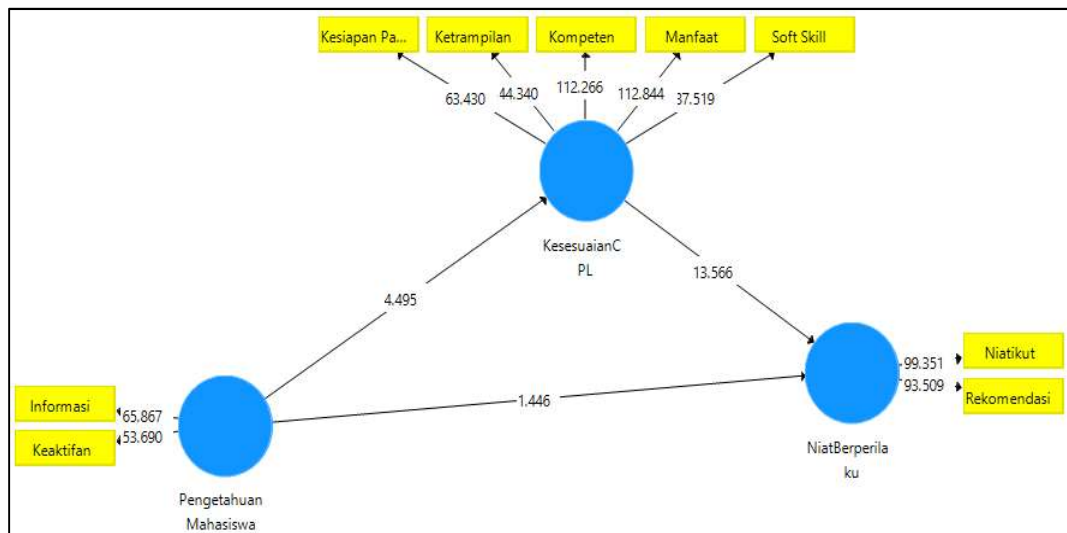 Kesiapan Pa...
Ketrampilan
Kompeten
Manfaat
Soft Skill
63.430
44.340
112.266
112.844
37.519
KesesuaianC
PL
4.495
13.566
1.446
Informasi
Keaktifan
65.867
53.690
Pengetahuan
Mahasiswa
99.351
93.509
Niatikut
Rekomendasi
NiatBerperila
ku